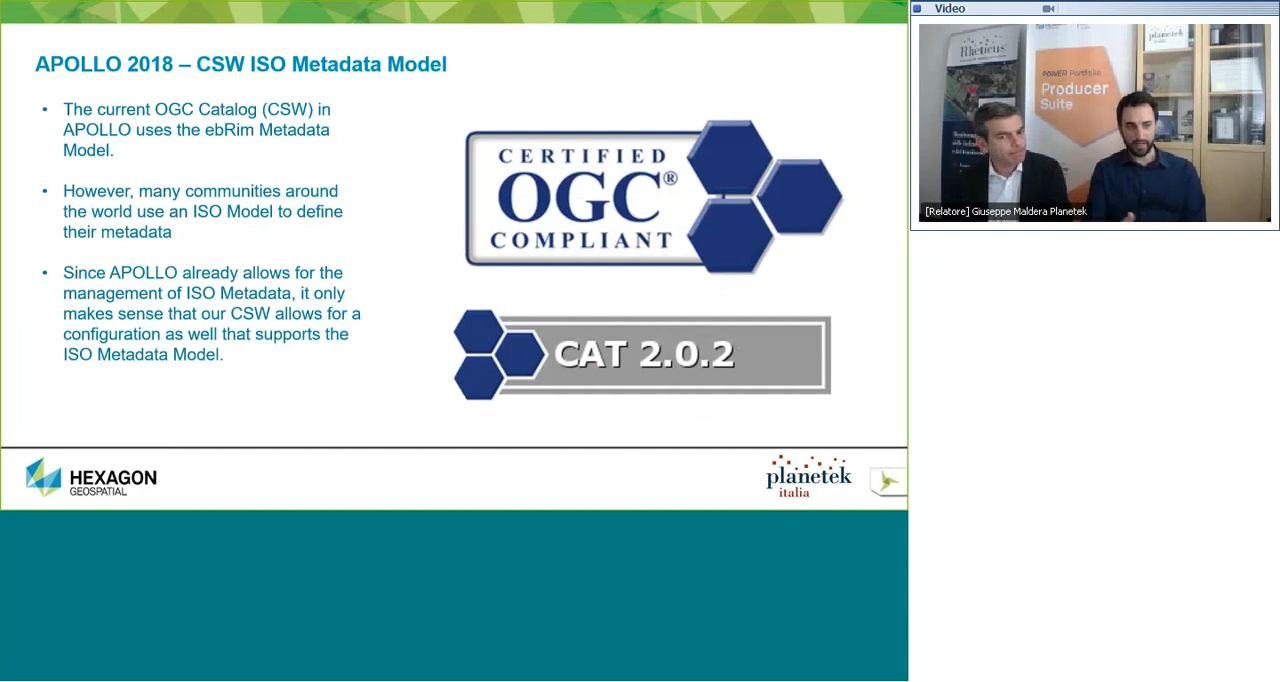 APOLLO 2018 – CSW ISO Metadata Model
• The current OGC Catalog (CSW) in
APOLLO uses the ebRim Metadata
Model.
• However, many communities around
the world use an ISO Model to define
their metadata
• Since APOLLO already allows for the
management of ISO Metadata, it only
makes sense that our CSW allows for a
configuration as well that supports the
ISO Metadata Model.
CERTIFIED
OGC®
COMPLIANT
CAT 2.0.2
HEXAGON
GEOSPATIAL
planetek
italia
Video
Rheticus
POWER Portfolio
Producer
Suite
planetek
[Relatore] Giuseppe Maldera Planetek